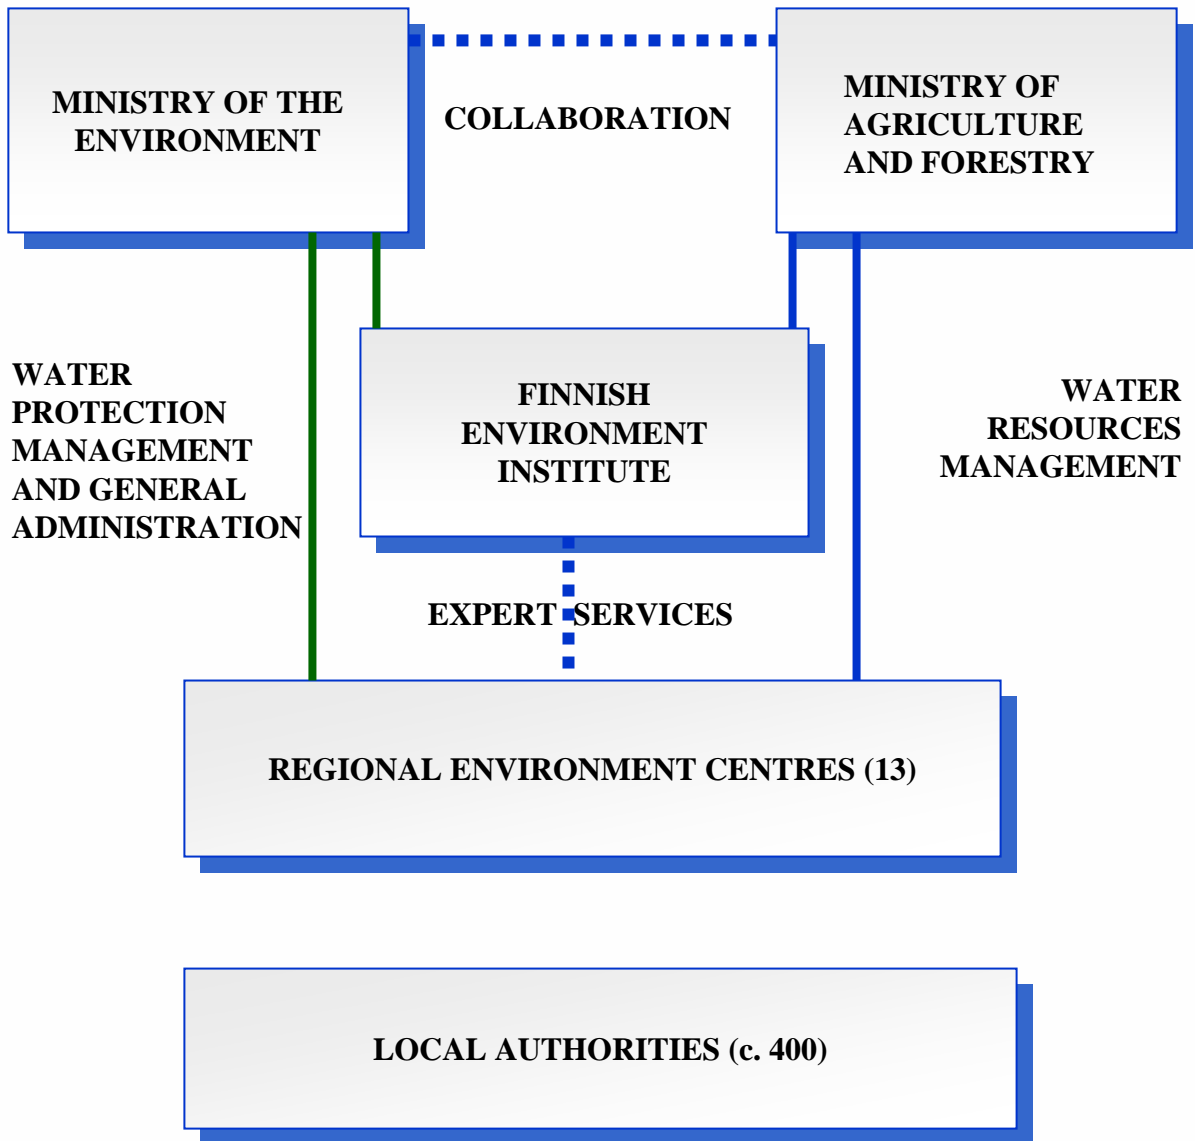 MINISTRY OF THE
ENVIRONMENT
COLLABORATION
MINISTRY OF
AGRICULTURE
AND FORESTRY
WATER
PROTECTION
MANAGEMENT
AND GENERAL
ADMINISTRATION
FINNISH
ENVIRONMENT
INSTITUTE
WATER
RESOURCES
MANAGEMENT
EXPERT SERVICES
REGIONAL ENVIRONMENT CENTRES (13)
LOCAL AUTHORITIES (c. 400)